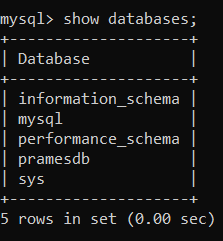 mysql> show databases;
+--------------------+
| Database           |
+--------------------+
| information_schema |
| mysql              |
| performance_schema |
| pramesdb           |
| sys                |
+--------------------+
5 rows in set (0.00 sec)